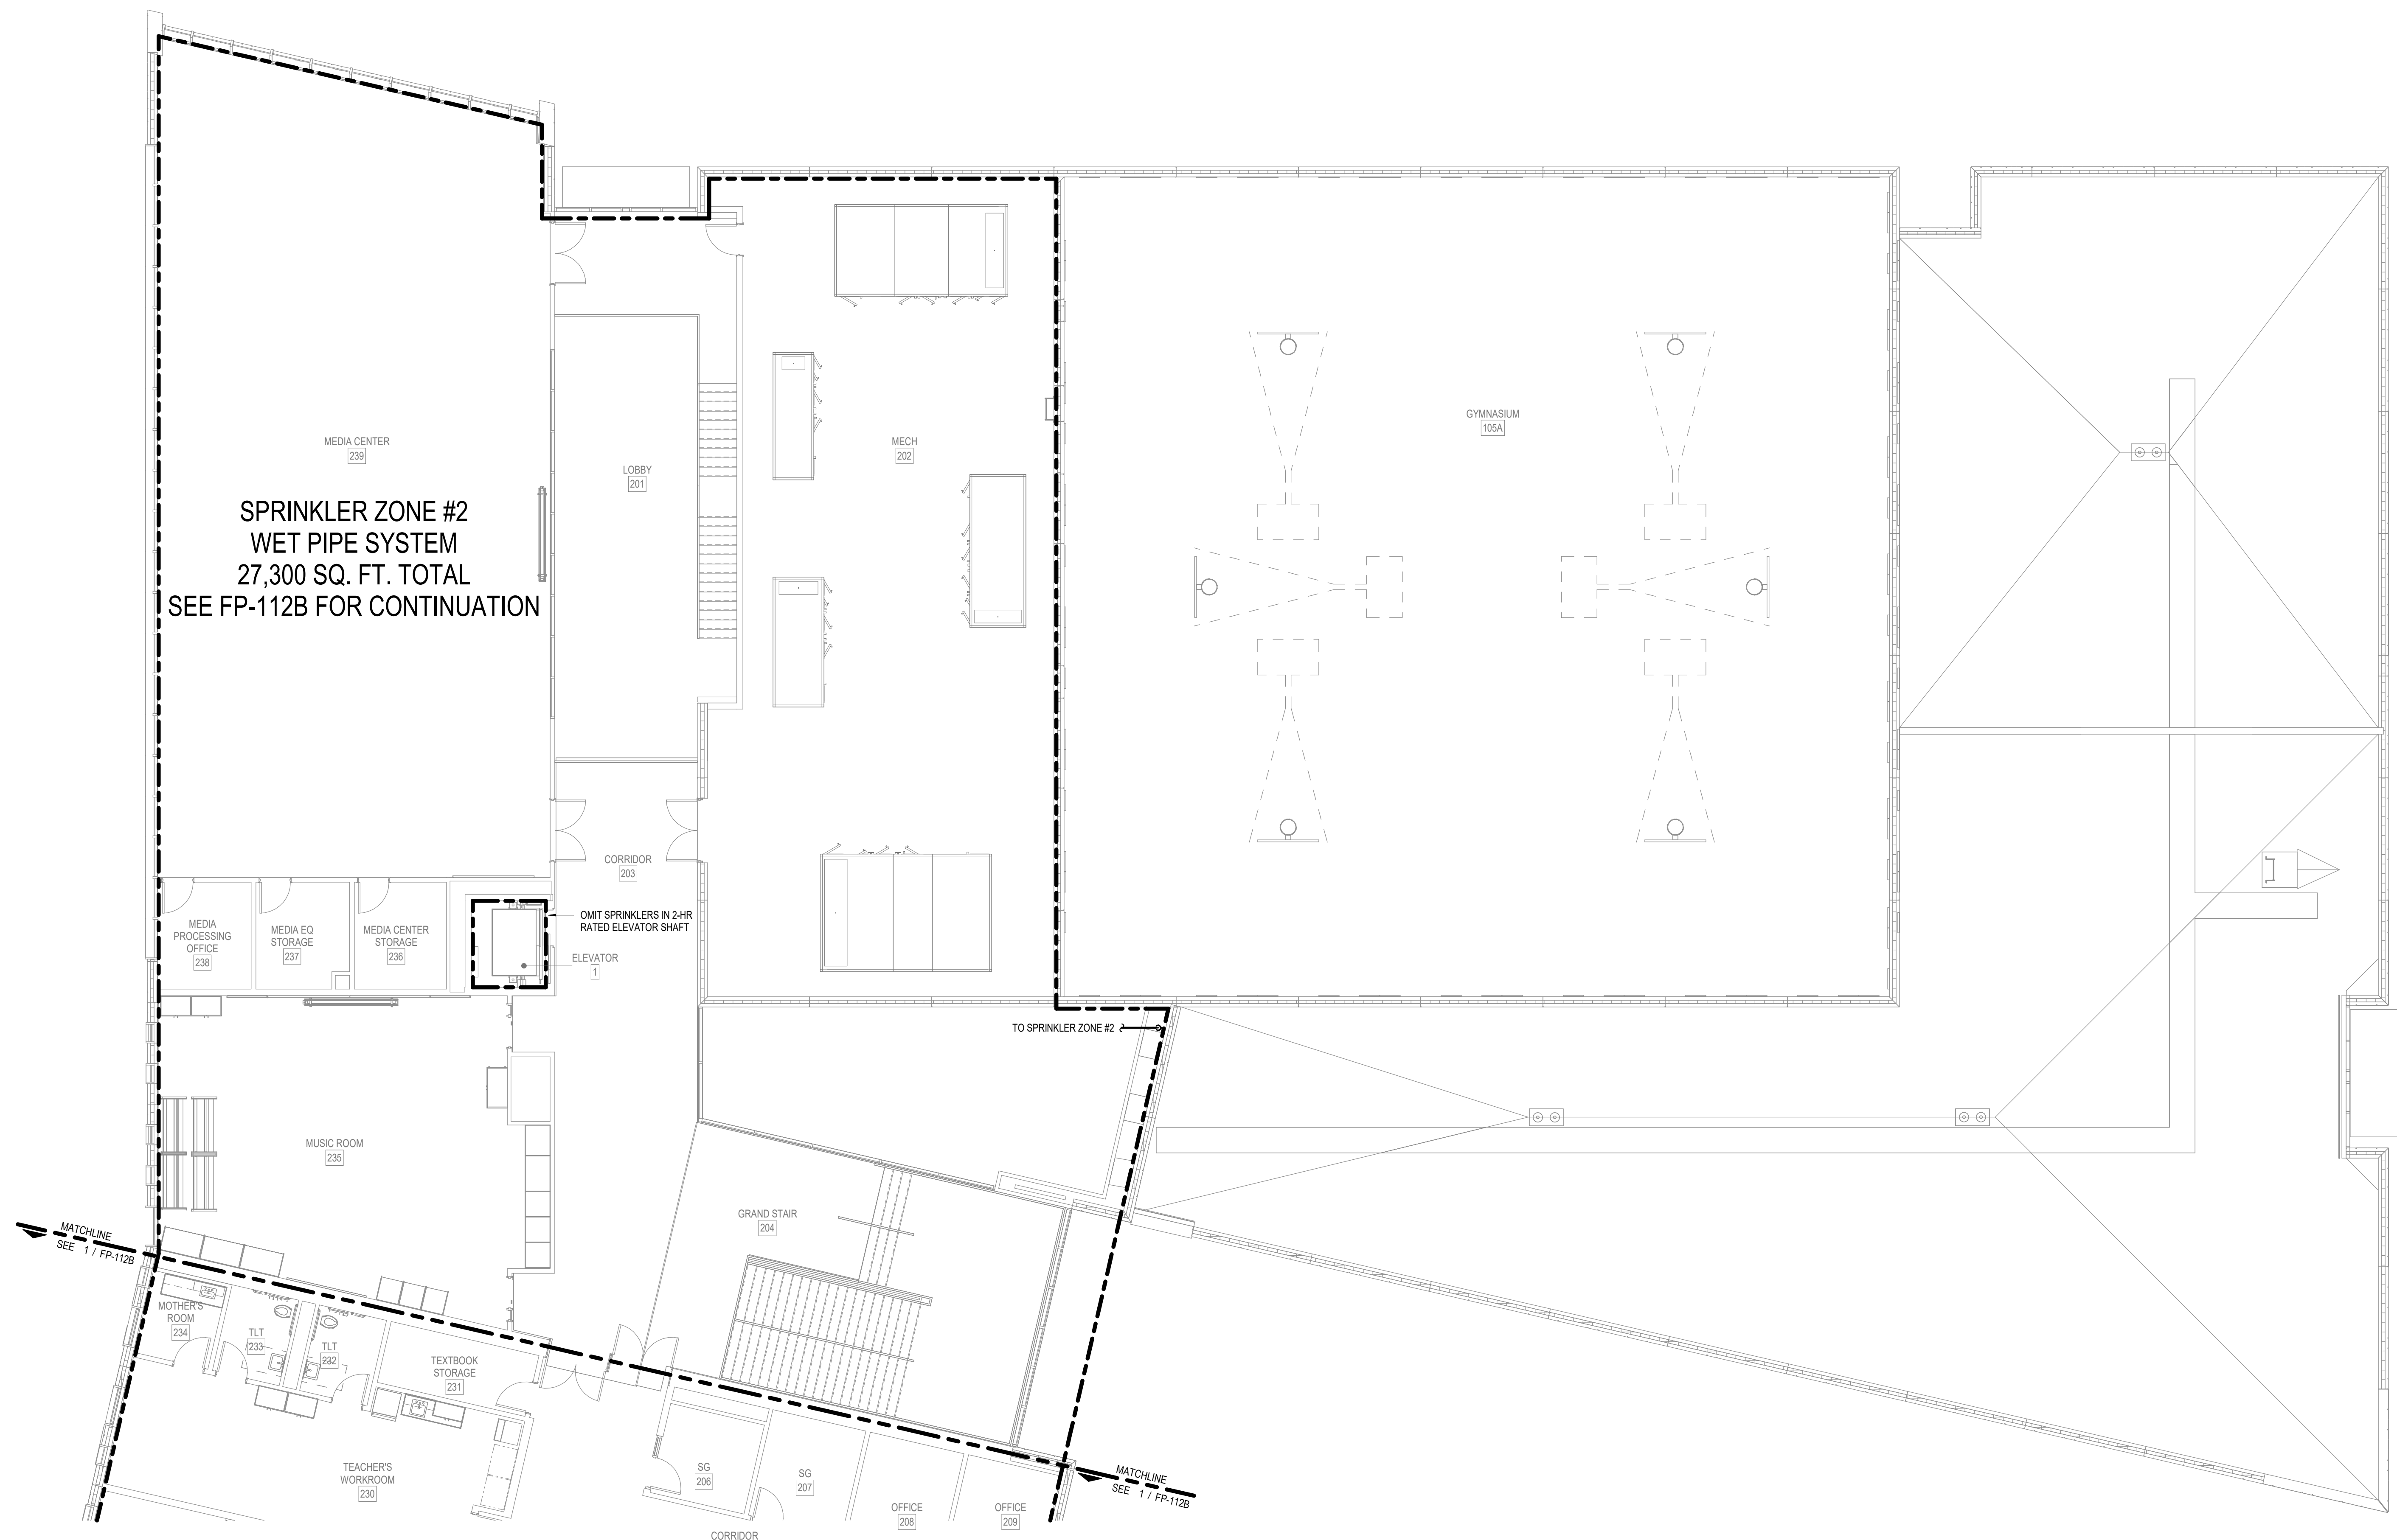 MEDIA CENTER
239
SPRINKLER ZONE #2
WET PIPE SYSTEM
27,300 SQ. FT. TOTAL
SEE FP-112B FOR CONTINUATION
LOBBY
201
MECH
202
GYMNASIUM
105A
CORRIDOR
203
MEDIA
PROCESSING
OFFICE
238
MEDIA EQ
STORAGE
237
MEDIA CENTER
STORAGE
236
OMIT SPRINKLERS IN 2-HR
RATED ELEVATOR SHAFT
ELEVATOR
1
TO SPRINKLER ZONE #2
MUSIC ROOM
235
GRAND STAIR
204
MATCHLINE
SEE 1 / FP-112B
MOTHER'S
ROOM
234
TLT
233
TLT
232
TEXTBOOK
STORAGE
231
TEACHER'S
WORKROOM
230
SG
206
SG
207
OFFICE
208
OFFICE
209
MATCHLINE
SEE 1 / FP-112B
CORRIDOR